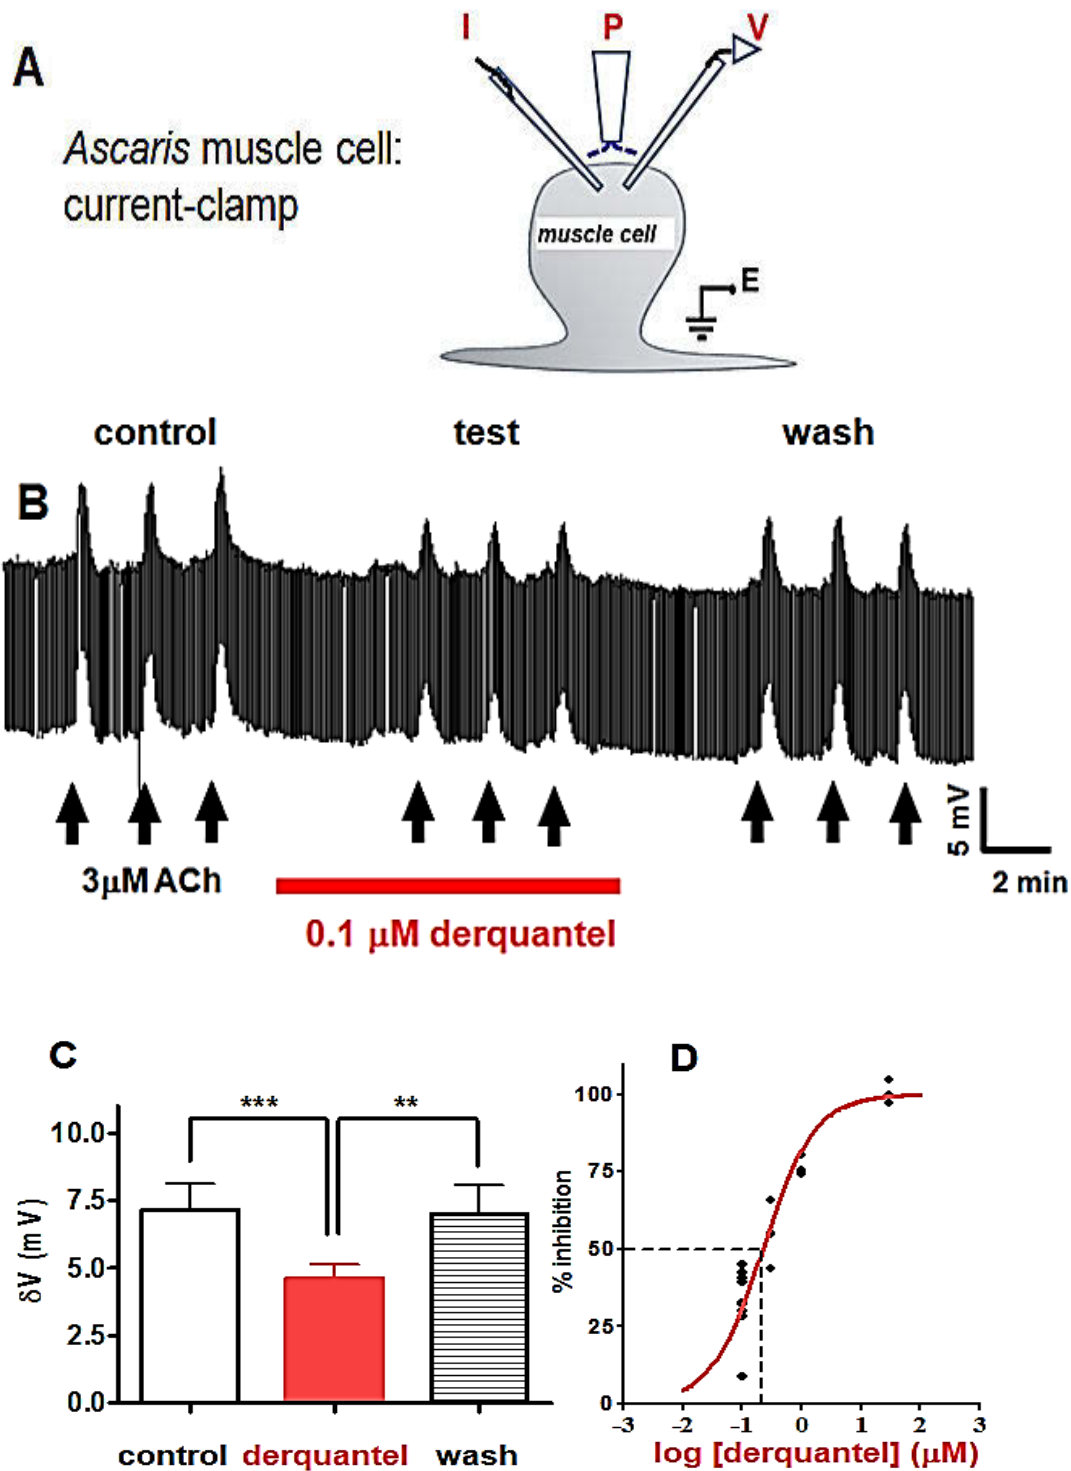 A
I P V
Ascaris muscle cell:
current-clamp
muscle cell
E
control test wash
B
5 mV
2 min
3μM ACh
0.1 μM derquantel
C
*** **
δV (mV)
10.0
7.5
5.0
2.5
0.0
control derquantel wash
D
% inhibition
100
75
50
25
0
-3 -2 -1 0 1 2 3
log [derquantel] (μM)